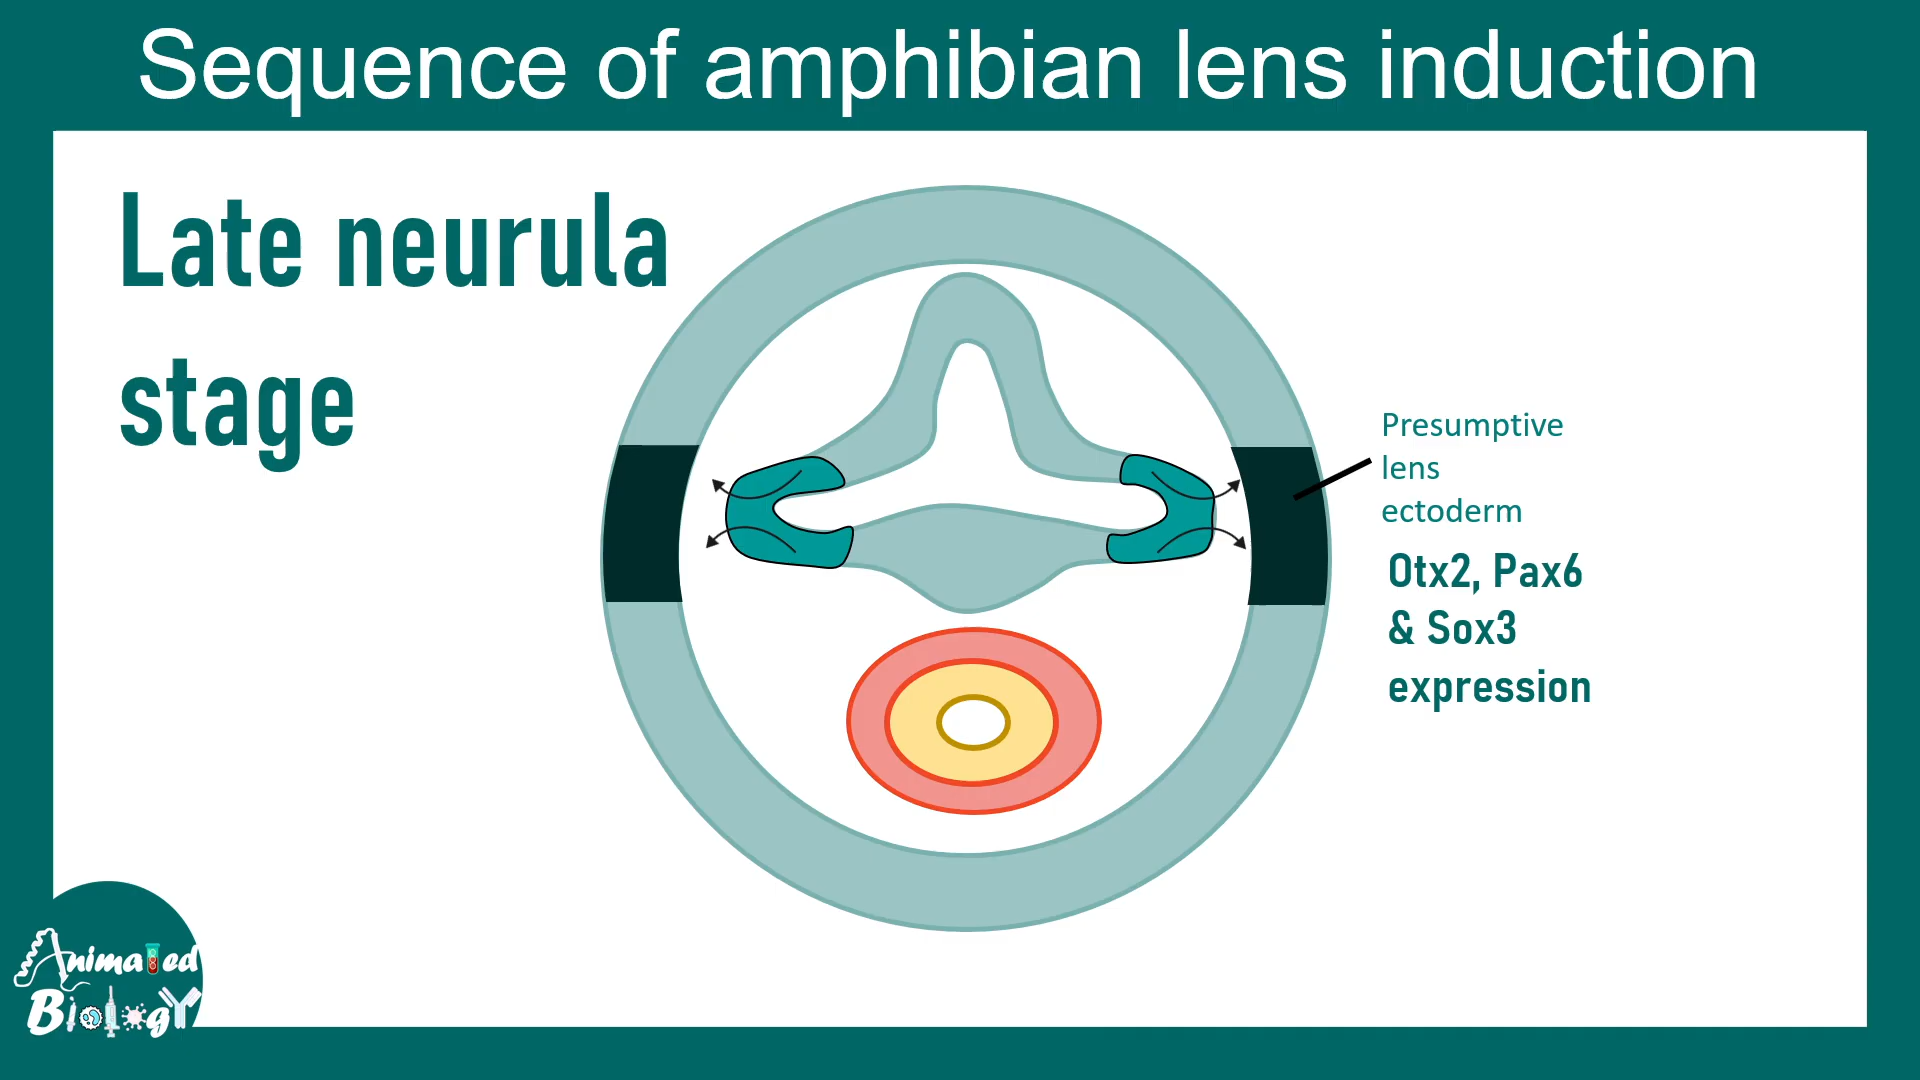 Sequence of amphibian lens induction
Late neurula
stage
Presumptive
lens
ectoderm
Otx2, Pax6
& Sox3
expression
Animated
Biology